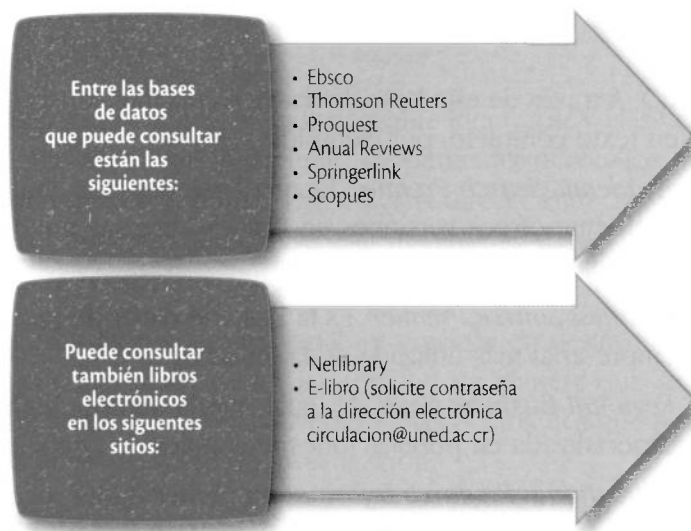 Entre las bases
de datos
que puede consultar
están las
siguientes:
• Ebsco
• Thomson Reuters
• Proquest
• Anual Reviews
• Springerlink
• Scopues
Puede consultar
también libros
electrónicos
en los siguentes
sitios:
• Netlibrary
• E-libro (solicite contraseña
a la dirección electrónica
circulacion@uned.ac.cr)